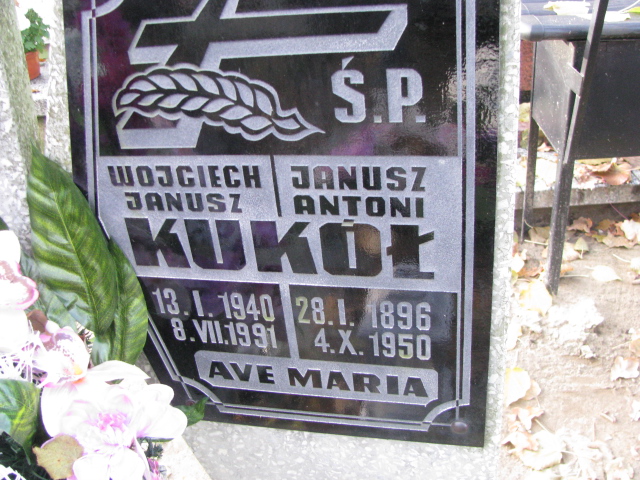 Ś.P.
WOJCIECH JANUSZ
JANUSZ ANTONI
KUKÓŁ
13.I.1940 28.I.1896
8.VII.1991 4.X.1950
AVE MARIA